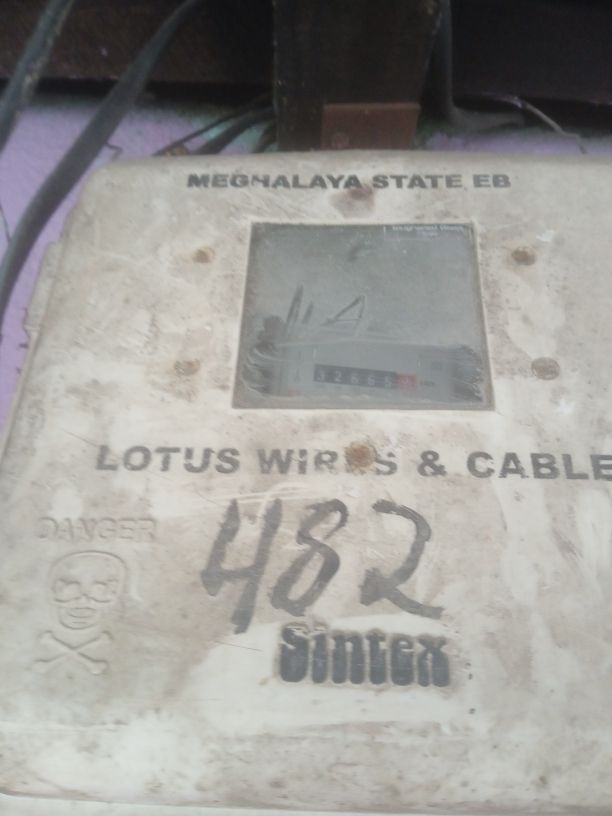 MEGHALAYA STATE EB
LOTUS WIRES & CABLE
DANGER
482
Sintex